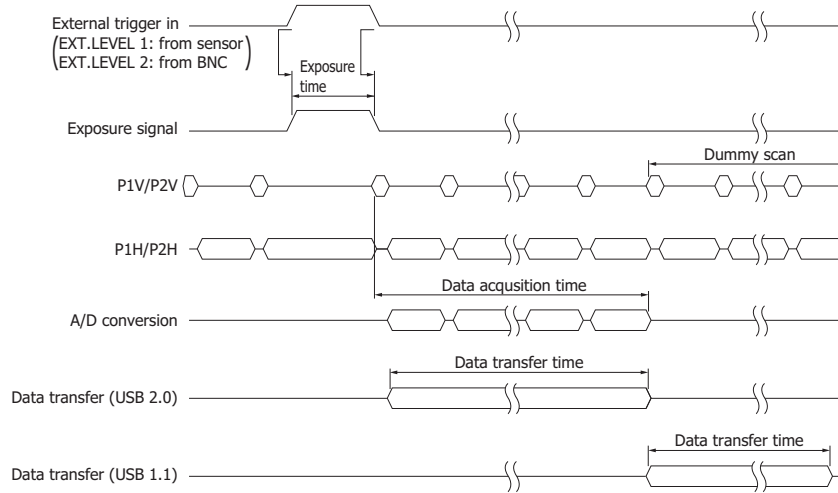 External trigger in
(EXT.LEVEL 1: from sensor
EXT.LEVEL 2: from BNC)
Exposure
time
Exposure signal
Dummy scan
P1V/P2V
P1H/P2H
Data acqusition time
A/D conversion
Data transfer time
Data transfer (USB 2.0)
Data transfer time
Data transfer (USB 1.1)